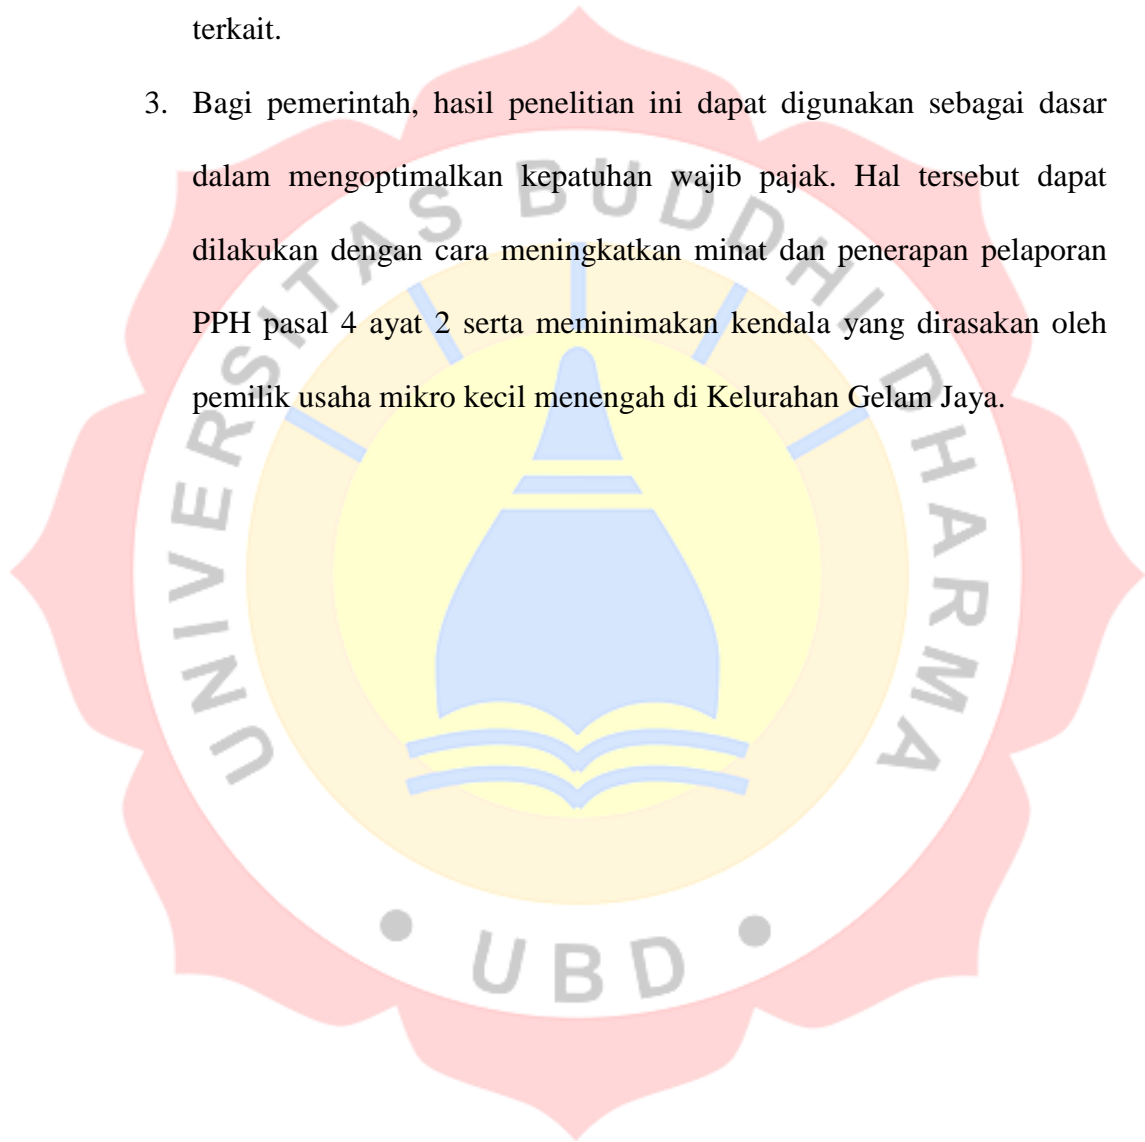 terkait.
3. Bagi pemerintah, hasil penelitian ini dapat digunakan sebagai dasar
dalam mengoptimalkan kepatuhan wajib pajak. Hal tersebut dapat
dilakukan dengan cara meningkatkan minat dan penerapan pelaporan
PPH pasal 4 ayat 2 serta meminimakan kendala yang dirasakan oleh
pemilik usaha mikro kecil menengah di Kelurahan Gelam Jaya.
UNIVERSITAS BUDDHI DHARMA
• UBD •